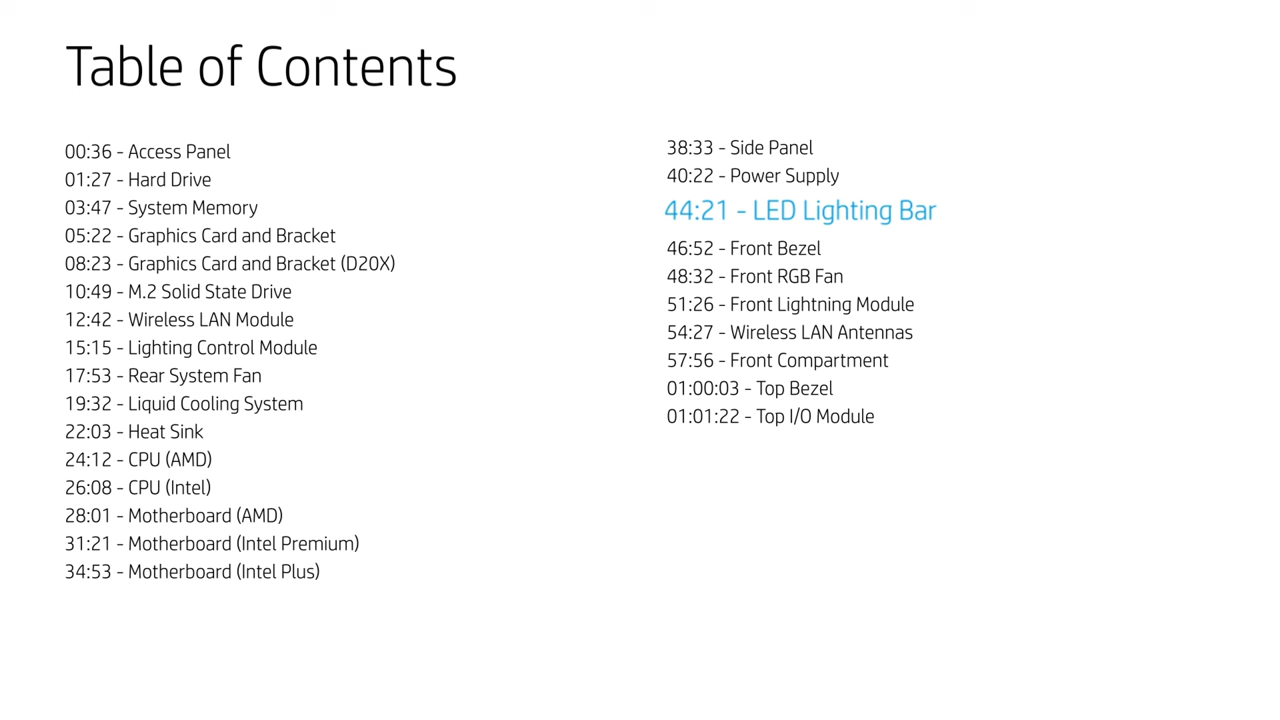 Table of Contents
00:36 - Access Panel
01:27 - Hard Drive
03:47 - System Memory
05:22 - Graphics Card and Bracket
08:23 - Graphics Card and Bracket (D20X)
10:49 - M.2 Solid State Drive
12:42 - Wireless LAN Module
15:15 - Lighting Control Module
17:53 - Rear System Fan
19:32 - Liquid Cooling System
22:03 - Heat Sink
24:12 - CPU (AMD)
26:08 - CPU (Intel)
28:01 - Motherboard (AMD)
31:21 - Motherboard (Intel Premium)
34:53 - Motherboard (Intel Plus)
38:33 - Side Panel
40:22 - Power Supply
44:21 - LED Lighting Bar
46:52 - Front Bezel
48:32 - Front RGB Fan
51:26 - Front Lightning Module
54:27 - Wireless LAN Antennas
57:56 - Front Compartment
01:00:03 - Top Bezel
01:01:22 - Top I/O Module